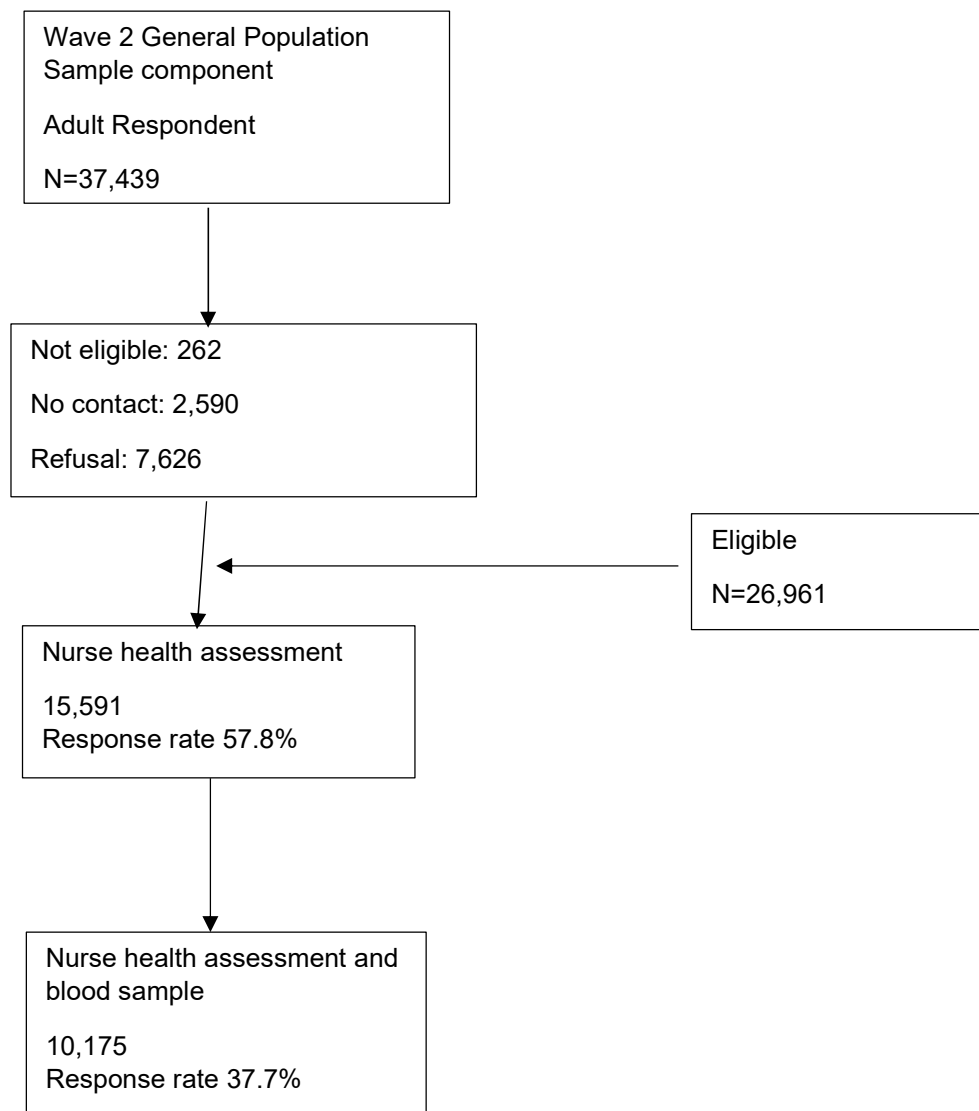 Wave 2 General Population
Sample component
Adult Respondent
N=37,439
Not eligible: 262
No contact: 2,590
Refusal: 7,626
Eligible
N=26,961
Nurse health assessment
15,591
Response rate 57.8%
Nurse health assessment and
blood sample
10,175
Response rate 37.7%